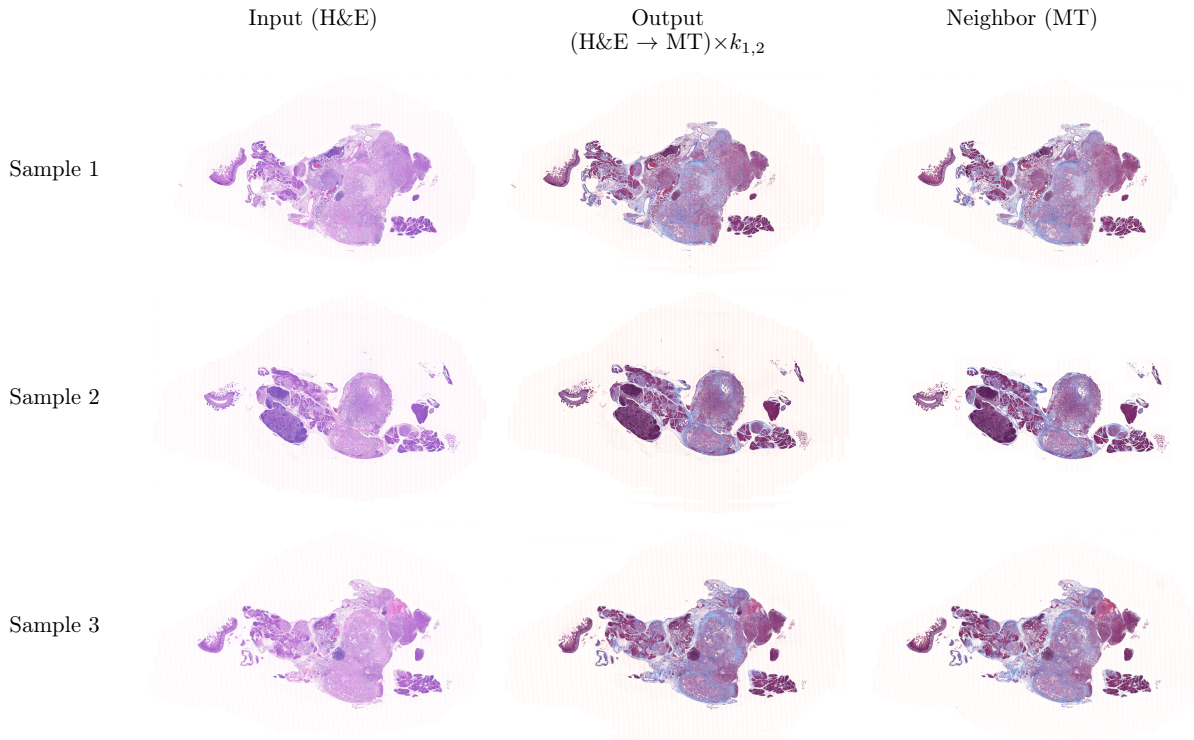 Input (H&E)
Output
(H&E → MT)×k1,2
Neighbor (MT)
Sample 1
Sample 2
Sample 3